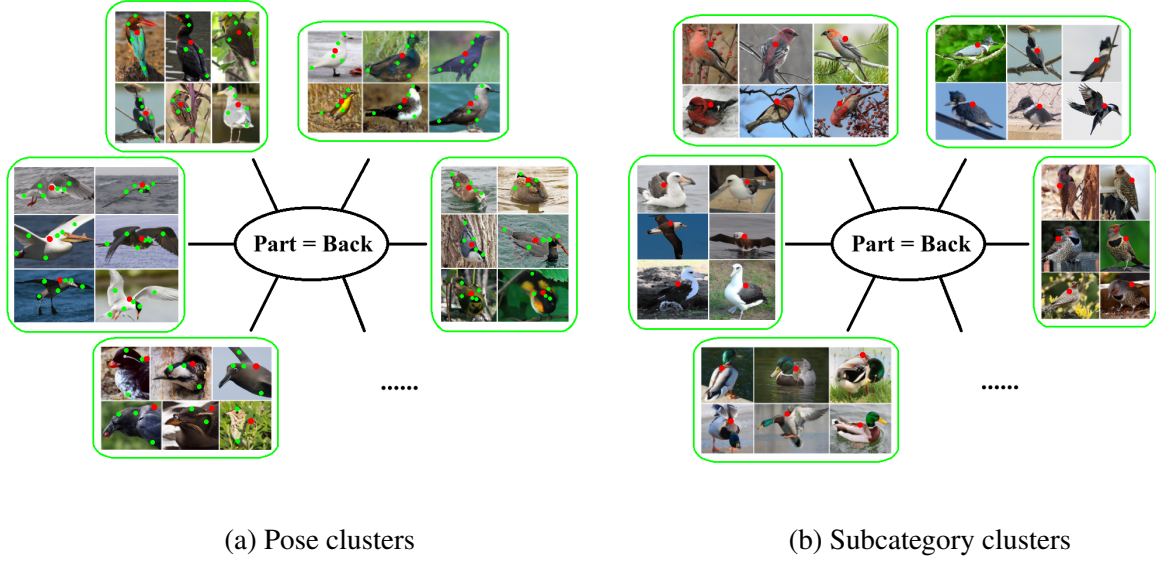 Part = Back
......
(a) Pose clusters
Part = Back
......
(b) Subcategory clusters